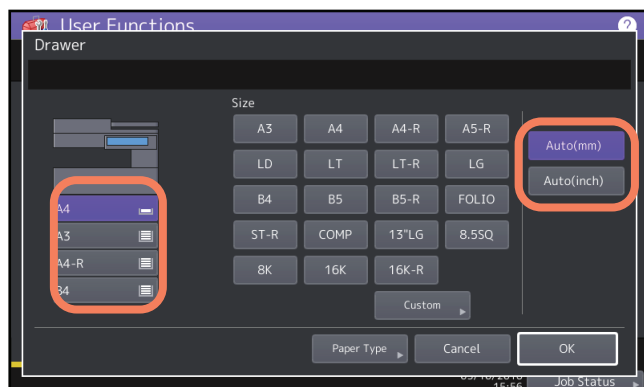 User Functions
?
Drawer
Size
A3 A4 A4-R A5-R
LD LT LT-R LG
B4 B5 B5-R FOLIO
ST-R COMP 13"LG 8.5SQ
8K 16K 16K-R
Custom
Auto(mm)
Auto(inch)
A4
A3
A4-R
B4
Paper Type Cancel OK
15:56 Job Status